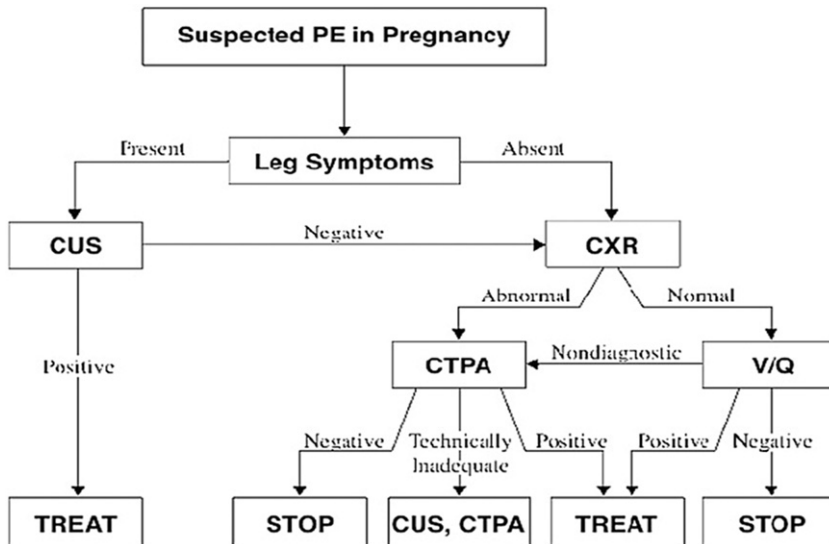 Suspected PE in Pregnancy
Present
Leg Symptoms
Absent
CUS
Negative
CXR
Abnormal
Normal
Positive
CTPA
Nondiagnostic
V/Q
Negative
Technically
Inadequate
Positive
Positive
Negative
TREAT
STOP
CUS, CTPA
TREAT
STOP